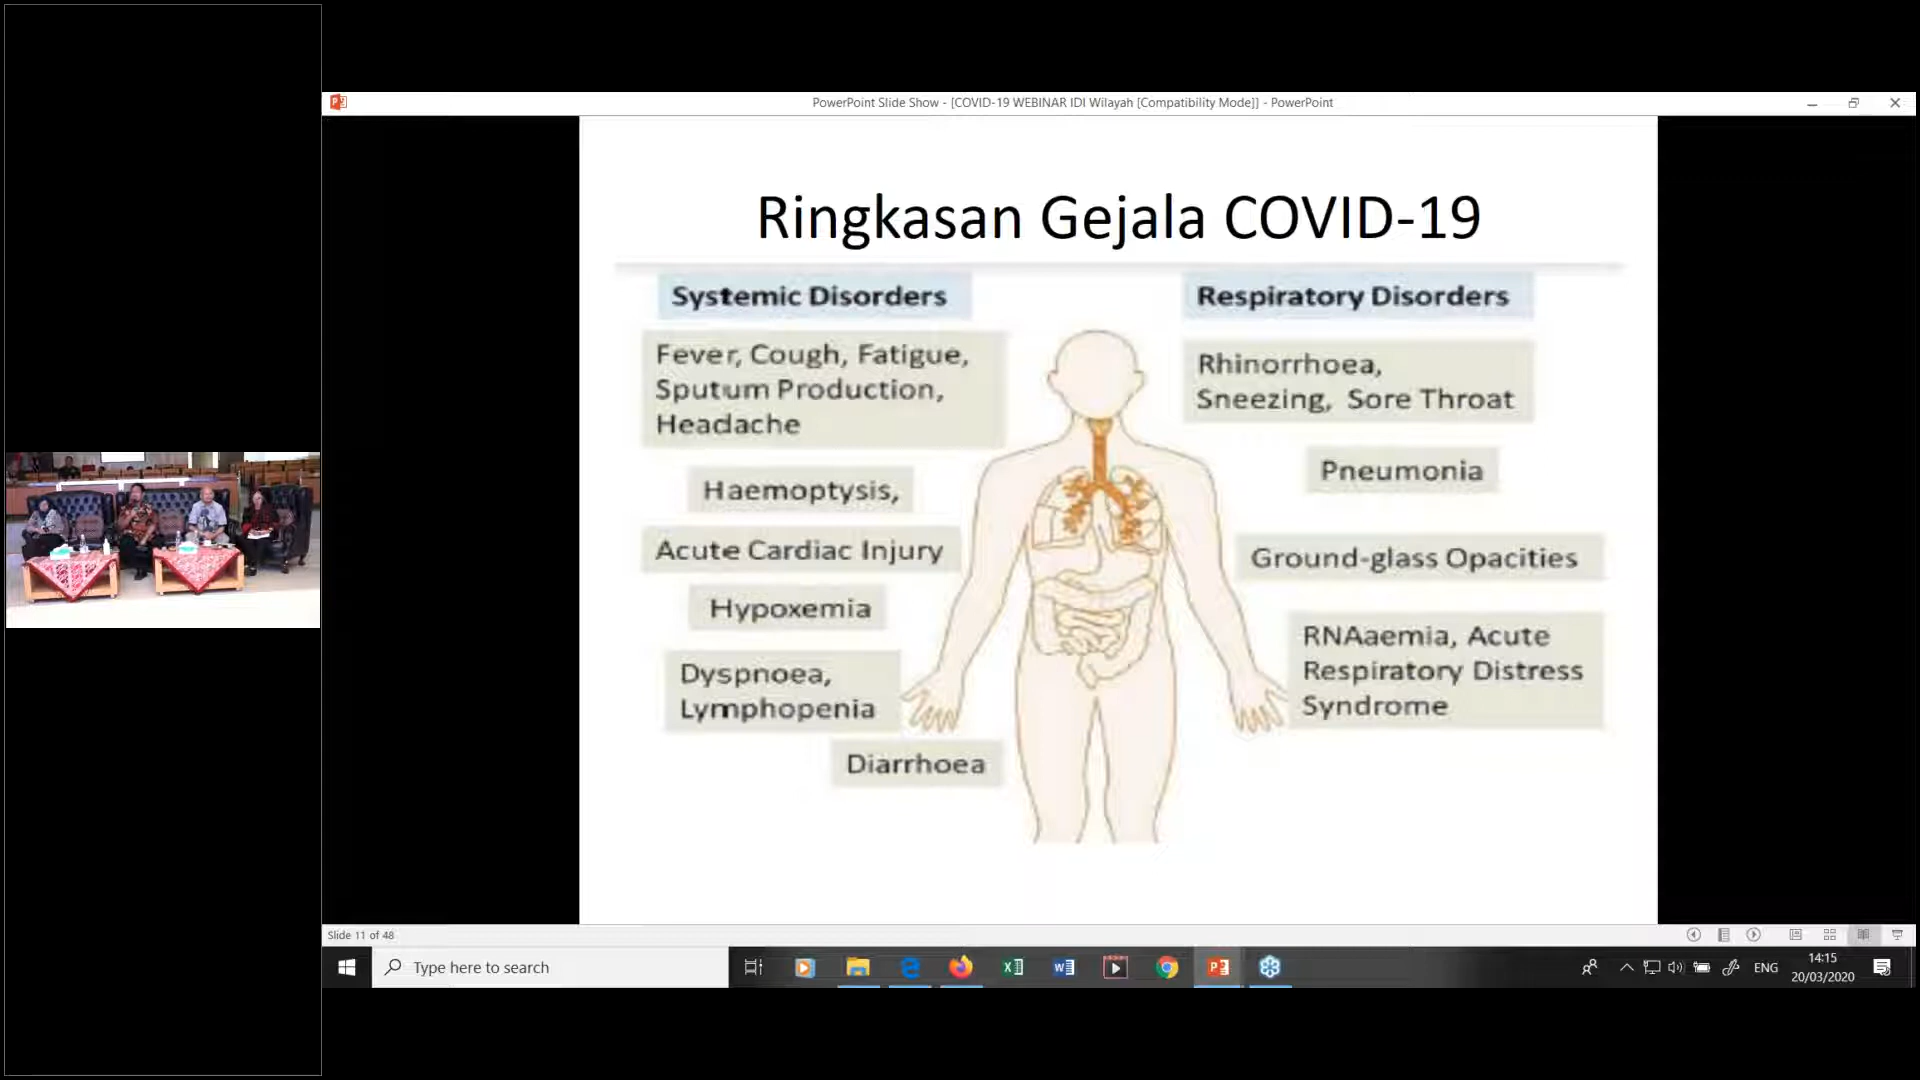 PowerPoint Slide Show - [COVID-19 WEBINAR IDI Wilayah [Compatibility Mode]] - PowerPoint
Ringkasan Gejala COVID-19
Systemic Disorders
Fever, Cough, Fatigue,
Sputum Production,
Headache
Haemoptysis,
Acute Cardiac Injury
Hypoxemia
Dyspnoea,
Lymphopenia
Diarrhoea
Respiratory Disorders
Rhinorrhoea,
Sneezing, Sore Throat
Pneumonia
Ground-glass Opacities
RNAaemia, Acute
Respiratory Distress
Syndrome
Slide 11 of 48
Type here to search
ENG
14:15
20/03/2020